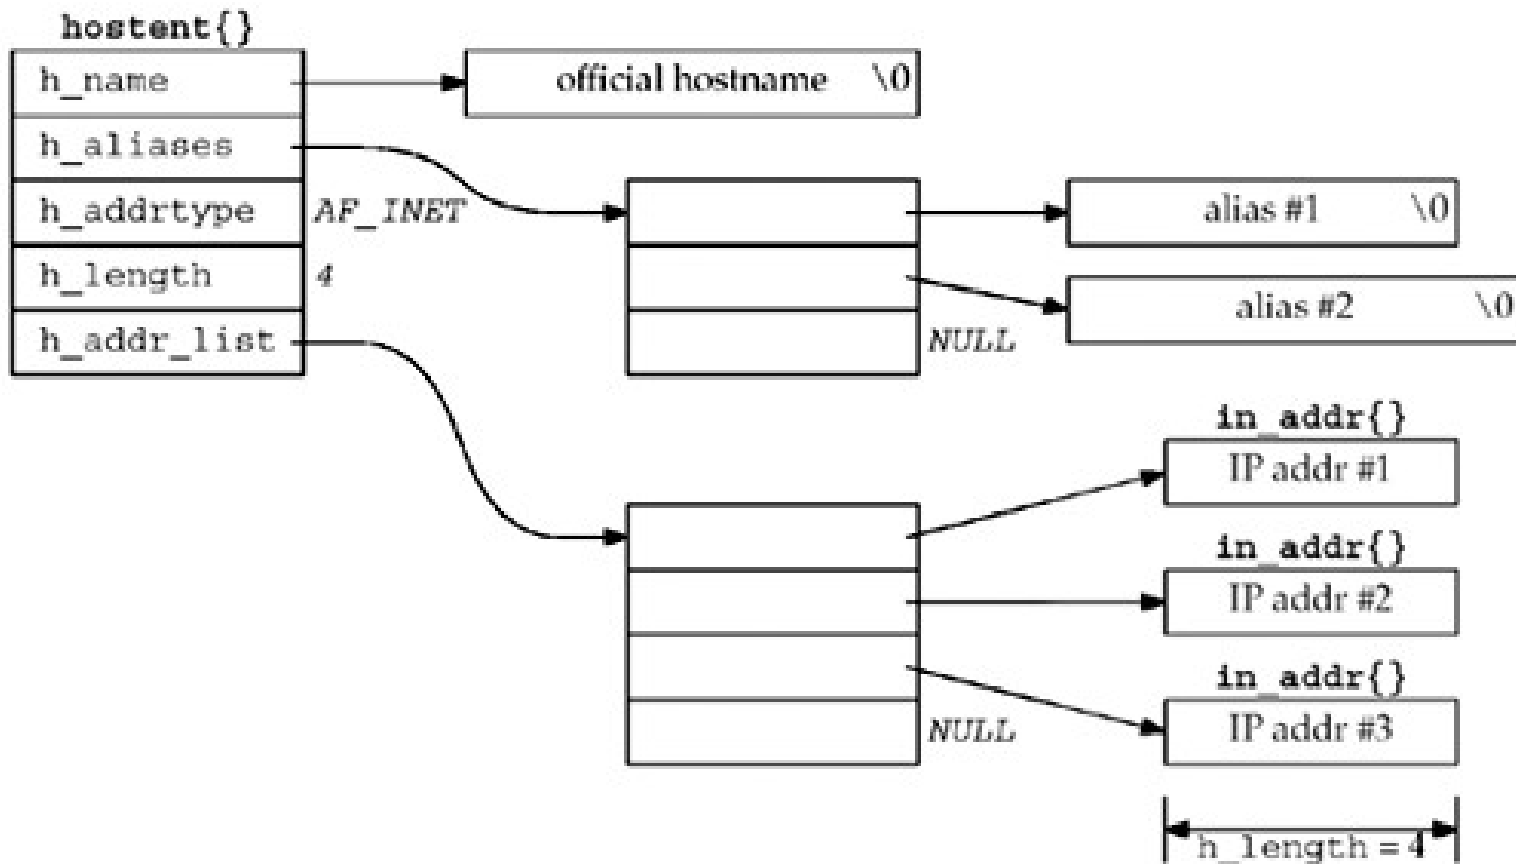 hostent{}
h_name
official hostname \0
h_aliases
h_addrtype AF_INET
alias #1 \0
h_length 4
alias #2 \0
h_addr_list
NULL
in_addr{}
IP addr #1
in_addr{}
IP addr #2
in_addr{}
IP addr #3
NULL
h_length = 4